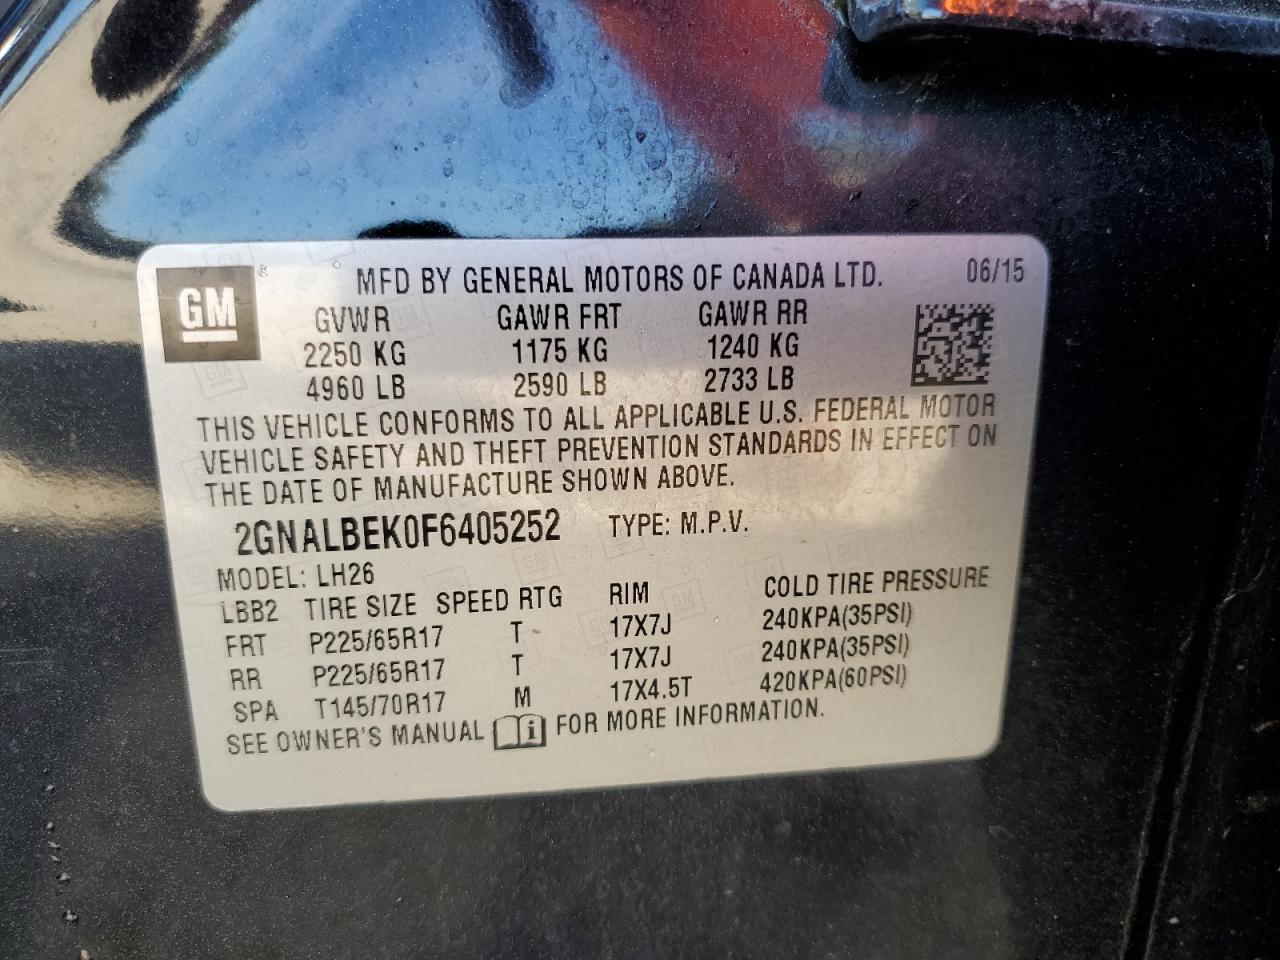 GM ® MFD BY GENERAL MOTORS OF CANADA LTD. 06/15
GVWR GAWR FRT GAWR RR
2250 KG 1175 KG 1240 KG
4960 LB 2590 LB 2733 LB
THIS VEHICLE CONFORMS TO ALL APPLICABLE U.S. FEDERAL MOTOR
VEHICLE SAFETY AND THEFT PREVENTION STANDARDS IN EFFECT ON
THE DATE OF MANUFACTURE SHOWN ABOVE.
2GNALBEK0F6405252 TYPE: M.P.V.
MODEL: LH26
LBB2 TIRE SIZE SPEED RTG RIM COLD TIRE PRESSURE
FRT P225/65R17 T 17X7J 240KPA(35PSI)
RR P225/65R17 T 17X7J 240KPA(35PSI)
SPA T145/70R17 M 17X4.5T 420KPA(60PSI)
SEE OWNER'S MANUAL i FOR MORE INFORMATION.